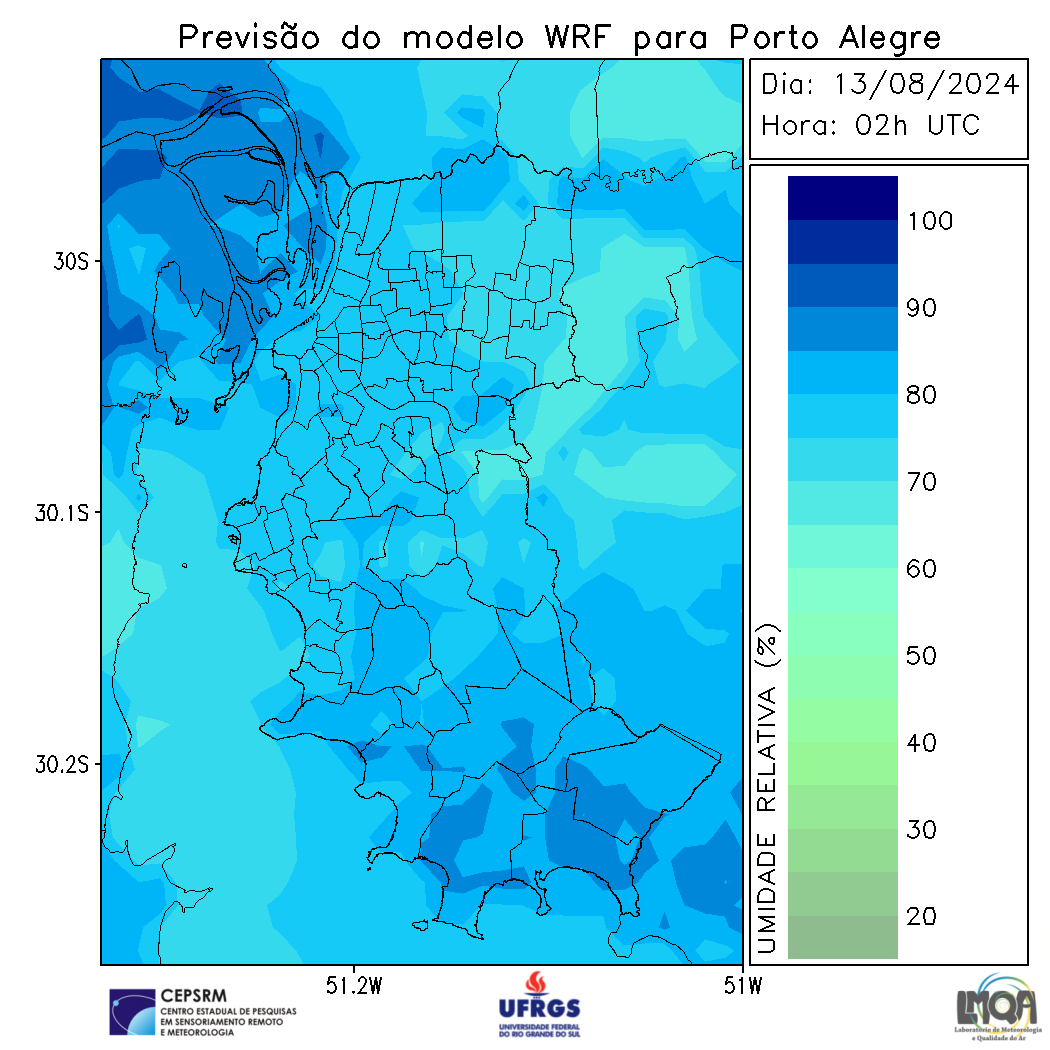 Previsão do modelo WRF para Porto Alegre
Dia: 13/08/2024
Hora: 02h UTC
30S
30.1S
30.2S
51.2W
51W
UMIDADE RELATIVA (%)
100
90
80
70
60
50
40
30
20
CEPSRM
CENTRO ESTADUAL DE PESQUISAS
EM SENSORIAMENTO REMOTO
E METEOROLOGIA
UFRGS
UNIVERSIDADE FEDERAL
DO RIO GRANDE DO SUL
LMQA
Laboratório de Meteorologia
e Qualidade do Ar